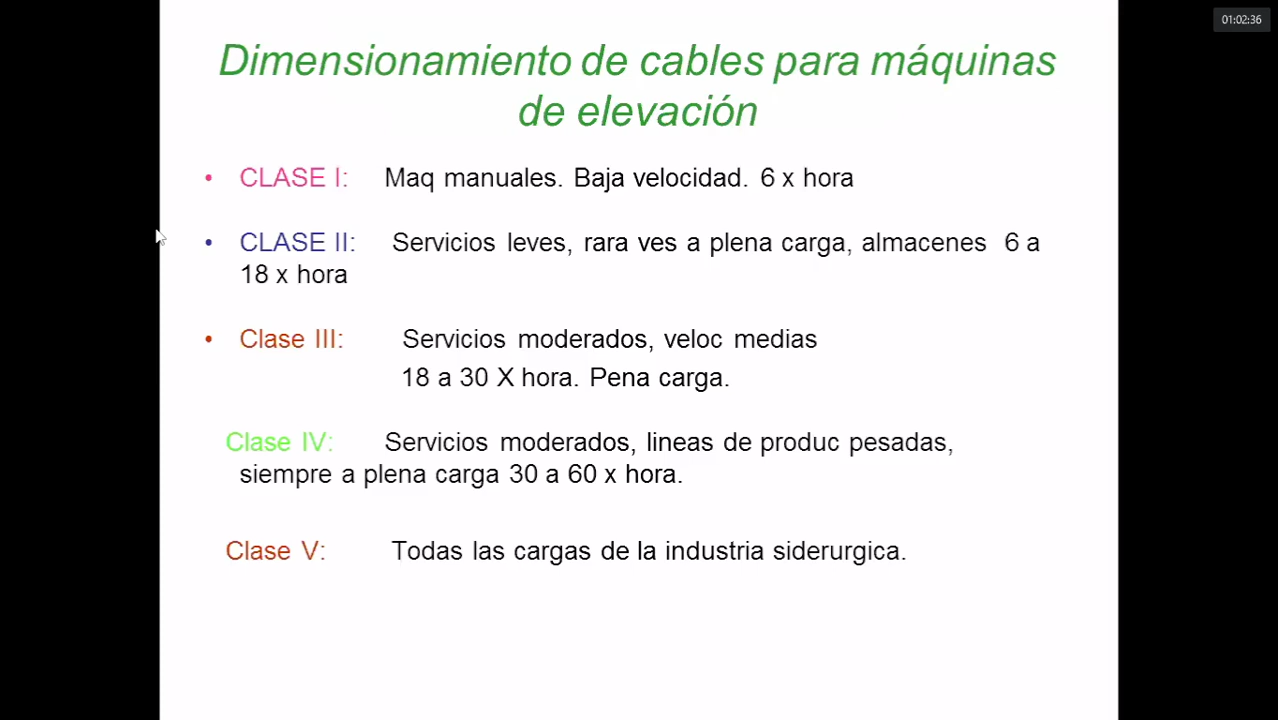 01:02:36
Dimensionamiento de cables para máquinas
de elevación
• CLASE I: Maq manuales. Baja velocidad. 6 x hora
• CLASE II: Servicios leves, rara ves a plena carga, almacenes 6 a
18 x hora
• Clase III: Servicios moderados, veloc medias
18 a 30 X hora. Pena carga.
Clase IV: Servicios moderados, lineas de produc pesadas,
siempre a plena carga 30 a 60 x hora.
Clase V: Todas las cargas de la industria siderurgica.